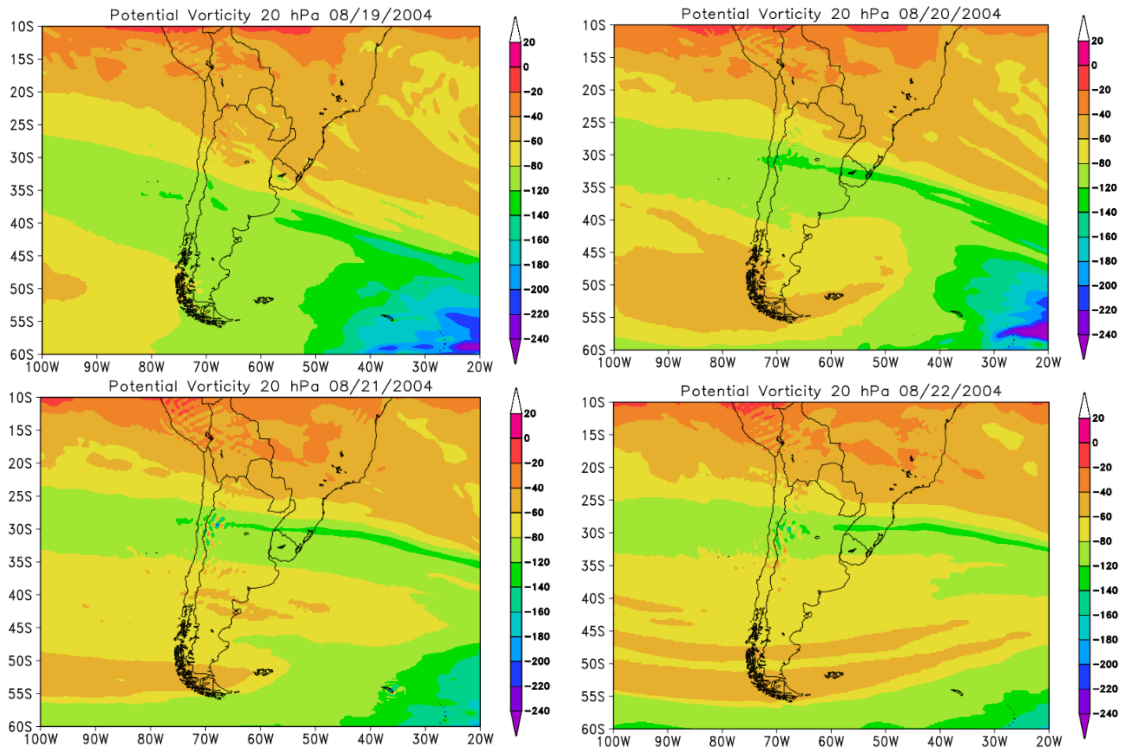 Potential Vorticity 20 hPa 08/19/2004
10S
15S
20S
25S
30S
35S
40S
45S
50S
55S
60S
100W 90W 80W 70W 60W 50W 40W 30W 20W
20
0
−20
−40
−60
−80
−120
−140
−160
−180
−200
−220
−240
Potential Vorticity 20 hPa 08/20/2004
10S
15S
20S
25S
30S
35S
40S
45S
50S
55S
60S
100W 90W 80W 70W 60W 50W 40W 30W 20W
20
0
−20
−40
−60
−80
−120
−140
−160
−180
−200
−220
−240
Potential Vorticity 20 hPa 08/21/2004
10S
15S
20S
25S
30S
35S
40S
45S
50S
55S
60S
100W 90W 80W 70W 60W 50W 40W 30W 20W
20
0
−20
−40
−60
−80
−120
−140
−160
−180
−200
−220
−240
Potential Vorticity 20 hPa 08/22/2004
10S
15S
20S
25S
30S
35S
40S
45S
50S
55S
60S
100W 90W 80W 70W 60W 50W 40W 30W 20W
20
0
−20
−40
−60
−80
−120
−140
−160
−180
−200
−220
−240